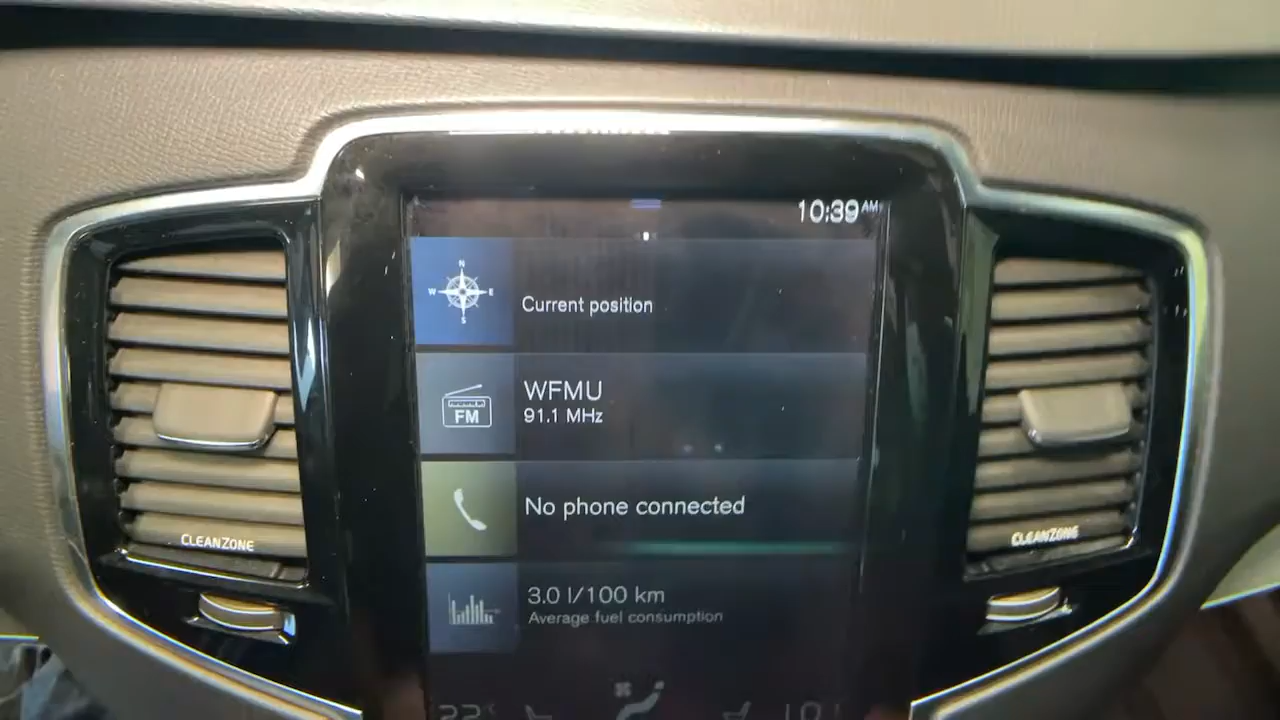 10:39 AM
N
W E
S
Current position
WFMU
FM
91.1 MHz
No phone connected
3.0 l/100 km
Average fuel consumption
CLEANZONE
CLEANZONE